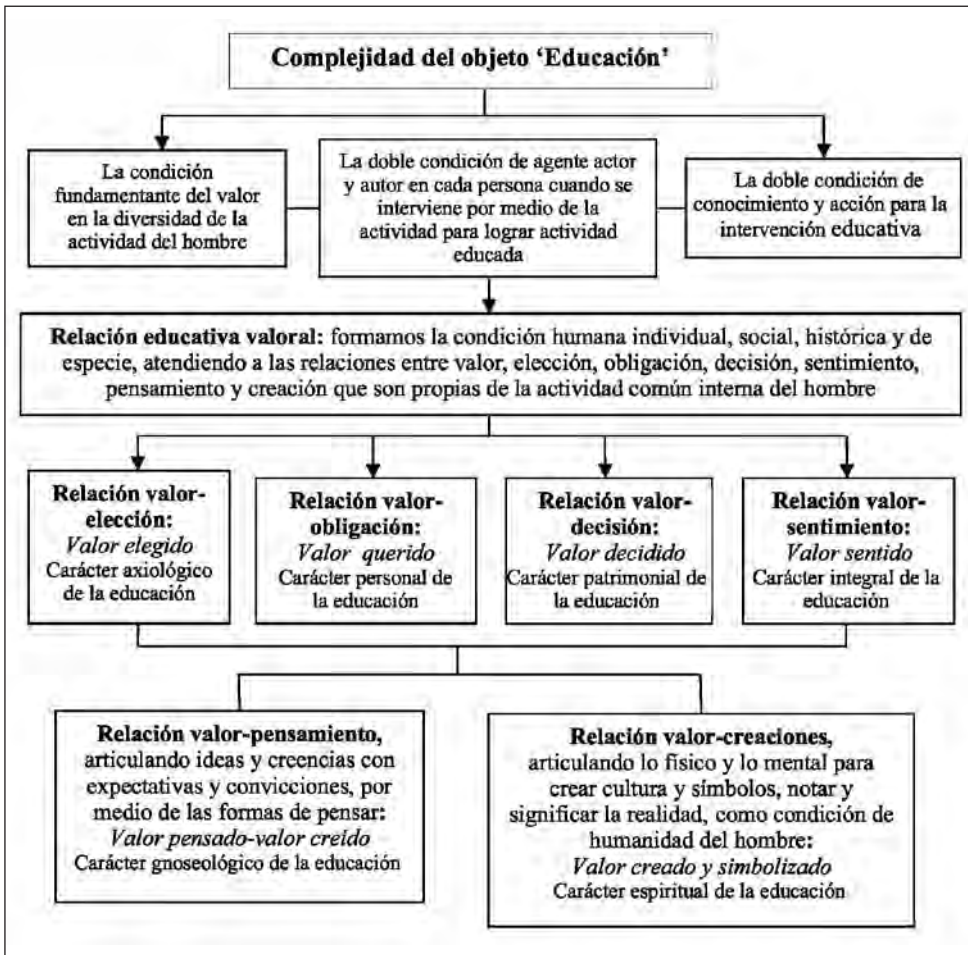 Complejidad del objeto ‘Educación’
La condición
fundamentante del valor
en la diversidad de la
actividad del hombre
La doble condición de agente actor
y autor en cada persona cuando se
interviene por medio de la
actividad para lograr actividad
educada
La doble condición de
conocimiento y acción para la
intervención educativa
Relación educativa valoral: formamos la condición humana individual, social, histórica y de
especie, atendiendo a las relaciones entre valor, elección, obligación, decisión, sentimiento,
pensamiento y creación que son propias de la actividad común interna del hombre
Relación valor-
elección:
Valor elegido
Carácter axiológico
de la educación
Relación valor-
obligación:
Valor querido
Carácter personal de
la educación
Relación valor-
decisión:
Valor decidido
Carácter patrimonial de
la educación
Relación valor-
sentimiento:
Valor sentido
Carácter integral de la
educación
Relación valor-pensamiento,
articulando ideas y creencias con
expectativas y convicciones, por
medio de las formas de pensar:
Valor pensado-valor creído
Carácter gnoseológico de la educación
Relación valor-creaciones,
articulando lo físico y lo mental para
crear cultura y símbolos, notar y
significar la realidad, como condición de
humanidad del hombre:
Valor creado y simbolizado
Carácter espiritual de la educación